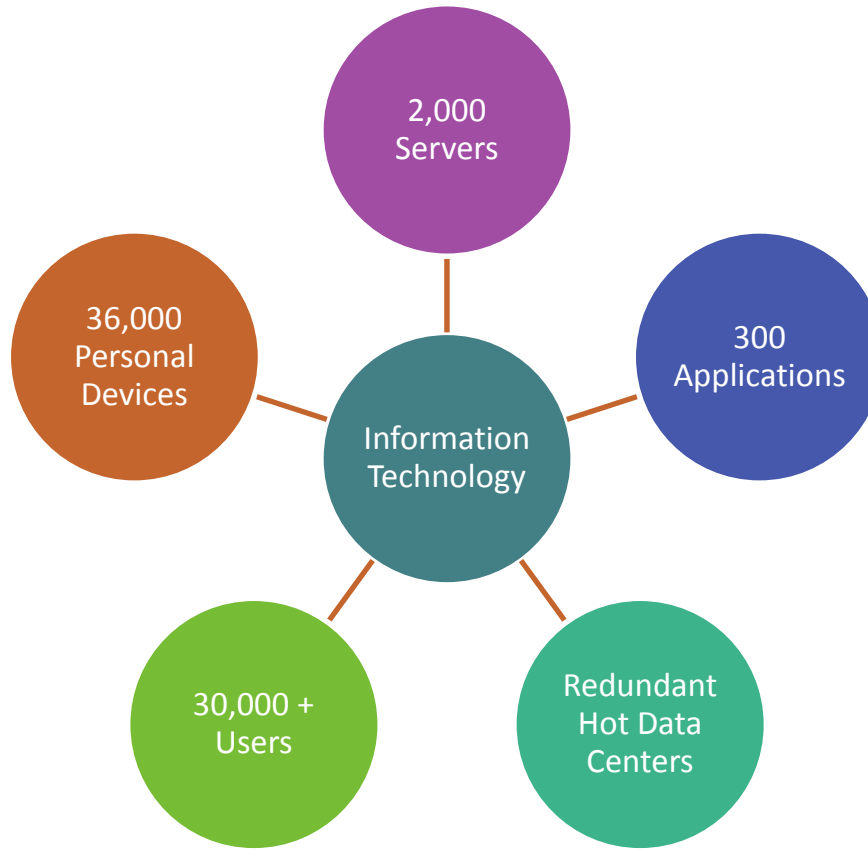 2,000
Servers
300
Applications
Redundant
Hot Data
Centers
30,000 +
Users
36,000
Personal
Devices
Information
Technology